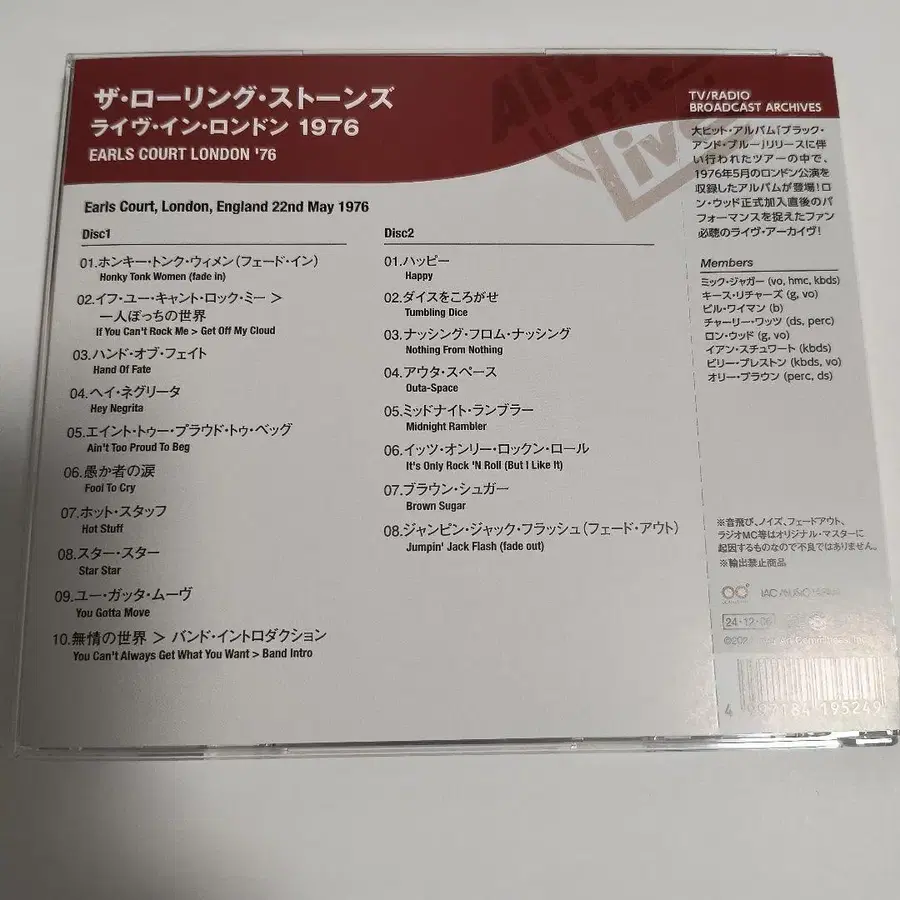 ザ・ローリング・ストーンズ
ライヴ・イン・ロンドン 1976
EARLS COURT LONDON '76
Alive
The
Live
TV/RADIO
BROADCAST ARCHIVES
大ヒット・アルバム「ブラック・
アンド・ブルー」リリースに伴
い行われたツアーの中で、
1976年5月のロンドン公演を
収録したアルバムが登場!ロ
ン・ウッド正式加入直後のパ
フォーマンスを捉えたファン
必聴のライヴ・アーカイヴ!
Earls Court, London, England 22nd May 1976
Disc1
01.ホンキー・トンク・ウィメン(フェード・イン)
Honky Tonk Women (fade in)
02.イフ・ユー・キャント・ロック・ミー >
一人ぼっちの世界
If You Can't Rock Me > Get Off My Cloud
03.ハンド・オブ・フェイト
Hand Of Fate
04.ヘイ・ネグリータ
Hey Negrita
05.エイント・トゥー・プラウド・トゥ・ベッグ
Ain't Too Proud To Beg
06.愚か者の涙
Fool To Cry
07.ホット・スタッフ
Hot Stuff
08.スター・スター
Star Star
09.ユー・ガッタ・ムーヴ
You Gotta Move
10.無情の世界 > バンド・イントロダクション
You Can't Always Get What You Want > Band Intro
Disc2
01.ハッピー
Happy
02.ダイスをころがせ
Tumbling Dice
03.ナッシング・フロム・ナッシング
Nothing From Nothing
04.アウタ・スペース
Outa-Space
05.ミッドナイト・ランブラー
Midnight Rambler
06.イッツ・オンリー・ロックン・ロール
It's Only Rock 'N Roll (But I Like It)
07.ブラウン・シュガー
Brown Sugar
08.ジャンピン・ジャック・フラッシュ(フェード・アウト)
Jumpin' Jack Flash (fade out)
Members
ミック・ジャガー (vo, hmc, kbds)
キース・リチャーズ (g, vo)
ビル・ワイマン (b)
チャーリー・ワッツ (ds, perc)
ロン・ウッド (g, vo)
イアン・スチュワート (kbds)
ビリー・プレストン (kbds, vo)
オリー・ブラウン (perc, ds)
※音飛び、ノイズ、フェードアウト、
ラジオMC等はオリジナル・マスターに
起因するものなので不良ではありません。
※輸出禁止商品
IAC MUSIC
24・12・06
4 997184 195249